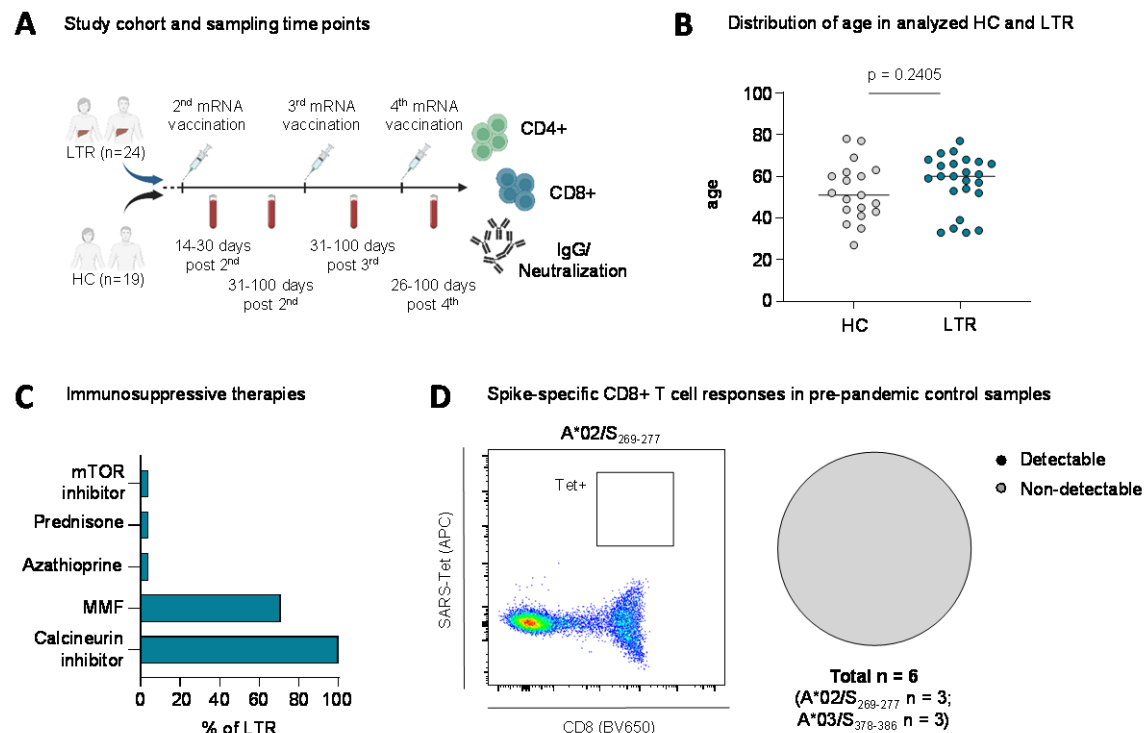 A Study cohort and sampling time points
LTR (n=24)
HC (n=19)
2nd mRNA
vaccination
3rd mRNA
vaccination
4th mRNA
vaccination
14-30 days
post 2nd
31-100 days
post 2nd
31-100 days
post 3rd
26-100 days
post 4th
CD4+
CD8+
IgG/
Neutralization
B Distribution of age in analyzed HC and LTR
p = 0.2405
age
100
80
60
40
20
0
HC LTR
C Immunosuppressive therapies
mTOR
inhibitor
Prednisone
Azathioprine
MMF
Calcineurin
inhibitor
0 20 40 60 80 100
% of LTR
D Spike-specific CD8+ T cell responses in pre-pandemic control samples
A*02/S269-277
Tet+
SARS-Tet (APC)
CD8 (BV650)
Detectable
Non-detectable
Total n = 6
(A*02/S269-277 n = 3;
A*03/S378-386 n = 3)